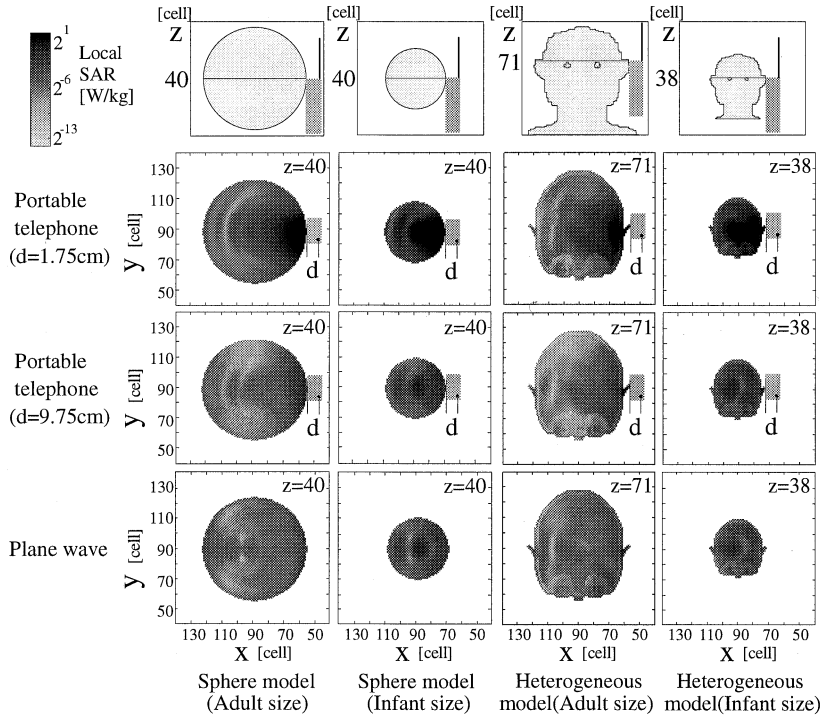 [cell] [cell] [cell] [cell]
2^1 Local SAR [W/kg]
2^-6
2^-13
Z 40
Z 40
Z 71
Z 38
Portable telephone (d=1.75cm)
y [cell]
130
110
90
70
50
z=40 d
z=40 d
z=71 d
z=38 d
Portable telephone (d=9.75cm)
y [cell]
130
110
90
70
50
z=40 d
z=40 d
z=71 d
z=38 d
Plane wave
y [cell]
130
110
90
70
50
z=40
z=40
z=71
z=38
130 110 90 70 50
130 110 90 70 50
130 110 90 70 50
130 110 90 70 50
X [cell]
X [cell]
X [cell]
X [cell]
Sphere model
(Adult size)
Sphere model
(Infant size)
Heterogeneous
model(Adult size)
Heterogeneous
model(Infant size)